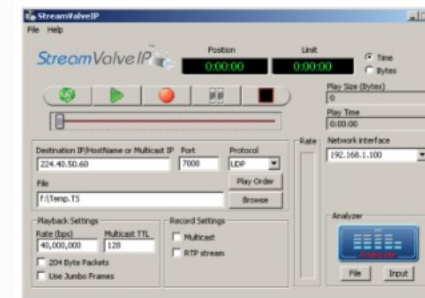 StreamValveIP
File Help
StreamValveIP
Position
Limit
0:00:00
0:00:00
Time
Bytes
Play Size (Bytes)
0
Play Time
0:00:00
Destination IP/HostName or Multicast IP
Port
Protocol
224.40.50.60
7000
UDP
File
Play Order
f:\Temp.TS
Browse
Rate
Network interface
192.168.1.100
Playback Settings
Rate (bps)
Multicast TTL
40,000,000
128
204 Byte Packets
Use Jumbo Frames
Record Settings
Multicast
RTP stream
Analyzer
Analyzer
File
Input